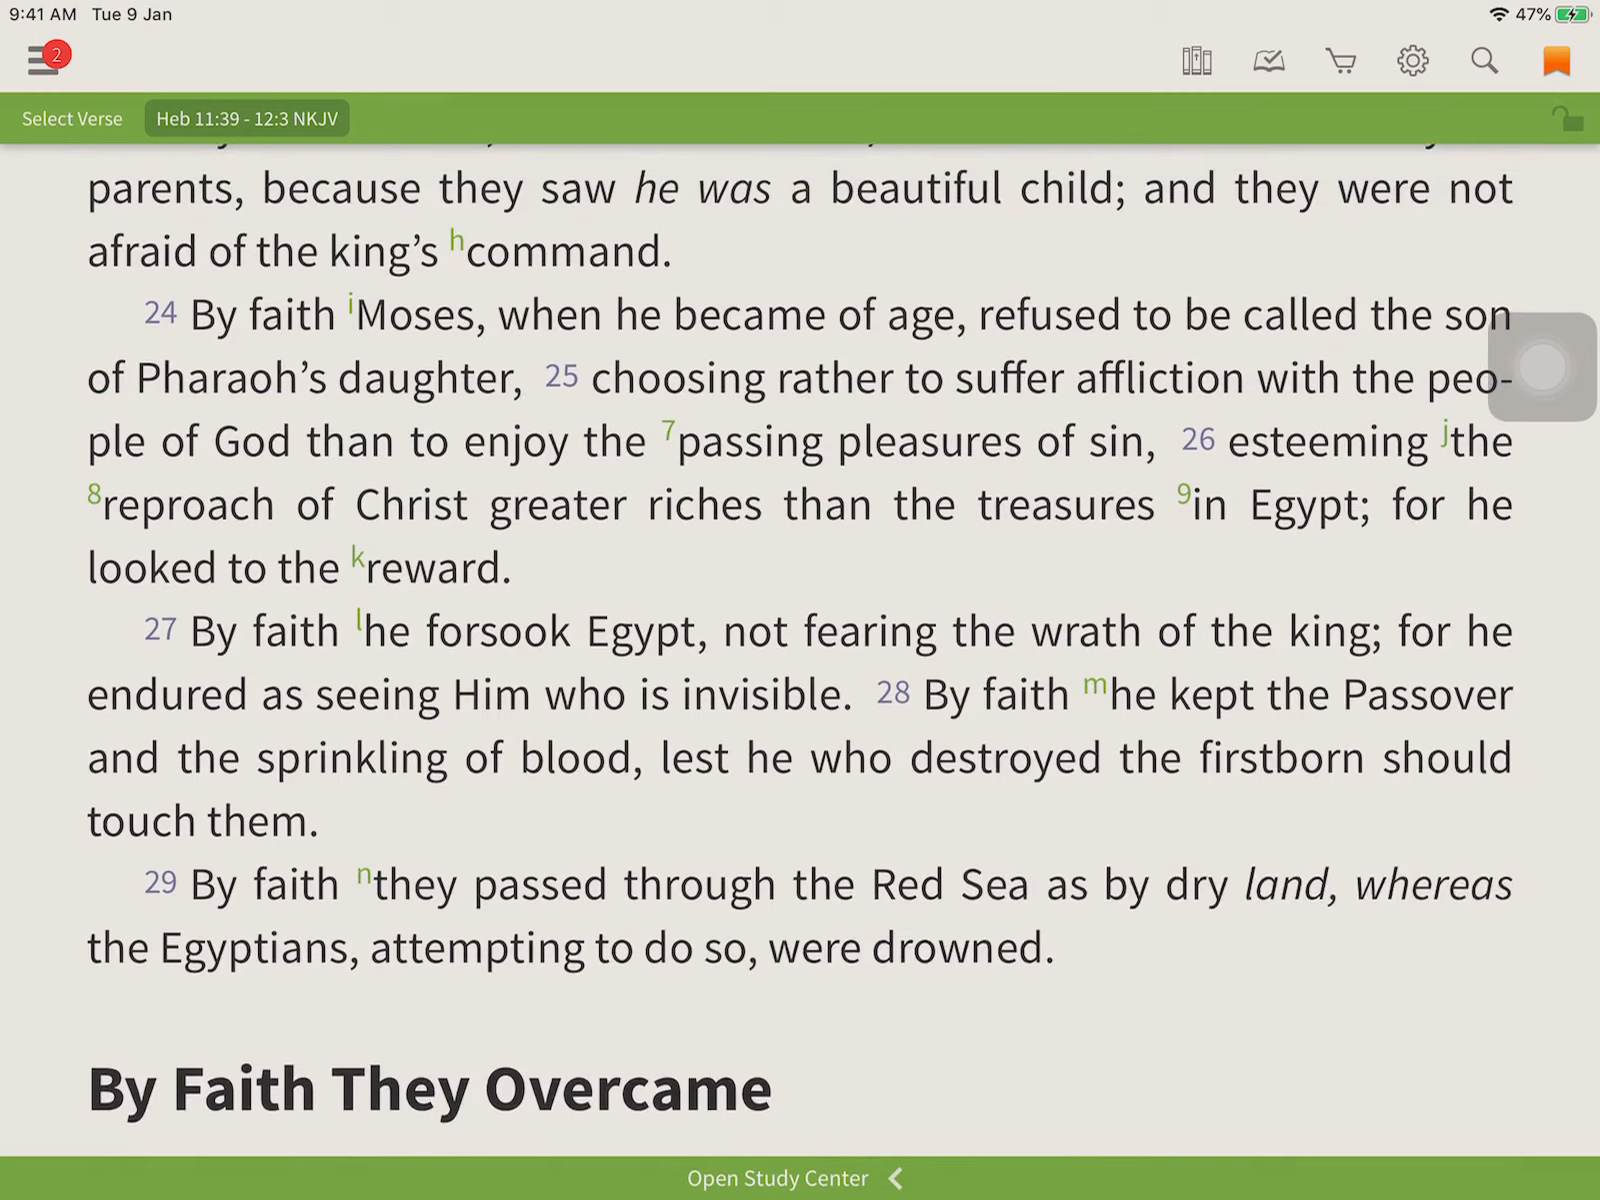 9:41 AM Tue 9 Jan 47%
2
Select Verse Heb 11:39 - 12:3 NKJV
parents, because they saw he was a beautiful child; and they were not
afraid of the king’s hcommand.
24 By faith iMoses, when he became of age, refused to be called the son
of Pharaoh’s daughter, 25 choosing rather to suffer affliction with the peo-
ple of God than to enjoy the 7passing pleasures of sin, 26 esteeming jthe
8reproach of Christ greater riches than the treasures 9in Egypt; for he
looked to the kreward.
27 By faith lhe forsook Egypt, not fearing the wrath of the king; for he
endured as seeing Him who is invisible. 28 By faith mhe kept the Passover
and the sprinkling of blood, lest he who destroyed the firstborn should
touch them.
29 By faith nthey passed through the Red Sea as by dry land, whereas
the Egyptians, attempting to do so, were drowned.
By Faith They Overcame
Open Study Center